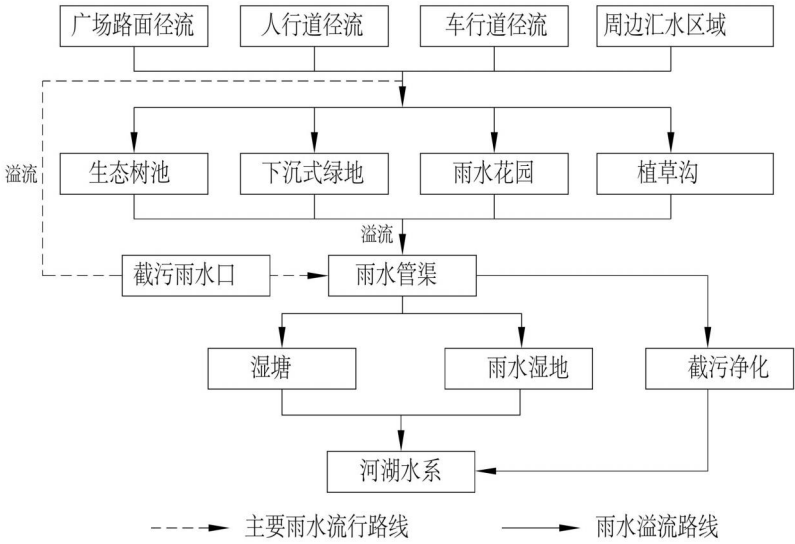 广场路面径流
人行道径流
车行道径流
周边汇水区域
溢流
生态树池
下沉式绿地
雨水花园
植草沟
溢流
截污雨水口
雨水管渠
湿塘
雨水湿地
截污净化
河湖水系
主要雨水流行路线
雨水溢流路线